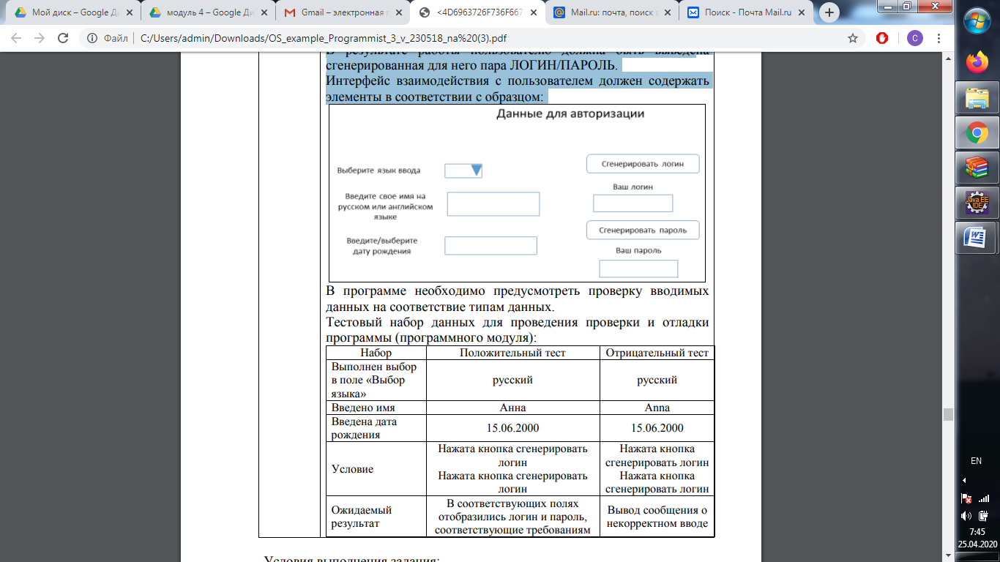 Мой диск – Google Ди
модуль 4 – Google Ди
Gmail – электронная п
<4D6963726F736F667
Mail.ru: почта, поиск в
Поиск - Почта Mail.ru
Файл
C:/Users/admin/Downloads/OS_example_Programmist_3_v_230518_na%20(3).pdf
C
В результате работы пользователю должна быть выведена
сгенерированная для него пара ЛОГИН/ПАРОЛЬ.
Интерфейс взаимодействия с пользователем должен содержать
элементы в соответствии с образцом:
Данные для авторизации
Выберите язык ввода
Сгенерировать логин
Ваш логин
Введите свое имя на
русском или английском
языке
Сгенерировать пароль
Введите/выберите
дату рождения
Ваш пароль
В программе необходимо предусмотреть проверку вводимых
данных на соответствие типам данных.
Тестовый набор данных для проведения проверки и отладки
программы (программного модуля):
Набор
Положительный тест
Отрицательный тест
Выполнен выбор
в поле «Выбор
языка»
русский
русский
Введено имя
Анна
Anna
Введена дата
рождения
15.06.2000
15.06.2000
Условие
Нажата кнопка сгенерировать
логин
Нажата кнопка сгенерировать
логин
Нажата кнопка
сгенерировать логин
Нажата кнопка
сгенерировать логин
Ожидаемый
результат
В соответствующих полях
отобразились логин и пароль,
соответствующие требованиям
Вывод сообщения о
некорректном вводе
Условия выполнения задания:
Java EE
IDE
EN
7:45
25.04.2020